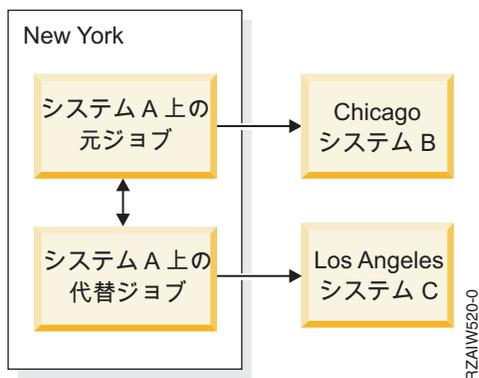 New York
システム A 上の
元ジョブ
Chicago
システム B
システム A 上の
代替ジョブ
Los Angeles
システム C
RZAIW520-0